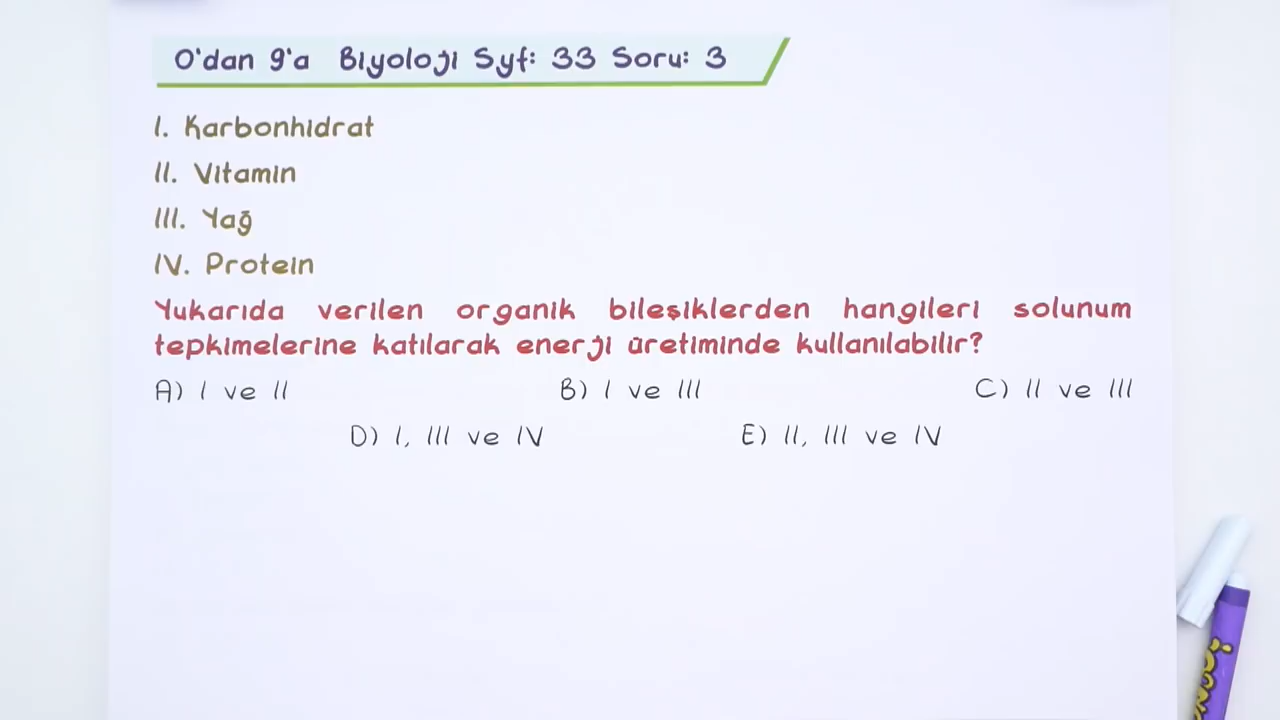 0'dan 9'a Biyoloji Syf: 33 Soru: 3
I. Karbonhidrat
II. Vitamin
III. Yağ
IV. Protein
Yukarıda verilen organik bileşiklerden hangileri solunum
tepkimelerine katılarak enerji üretiminde kullanılabilir?
A) I ve II B) I ve III C) II ve III
D) I, III ve IV E) II, III ve IV